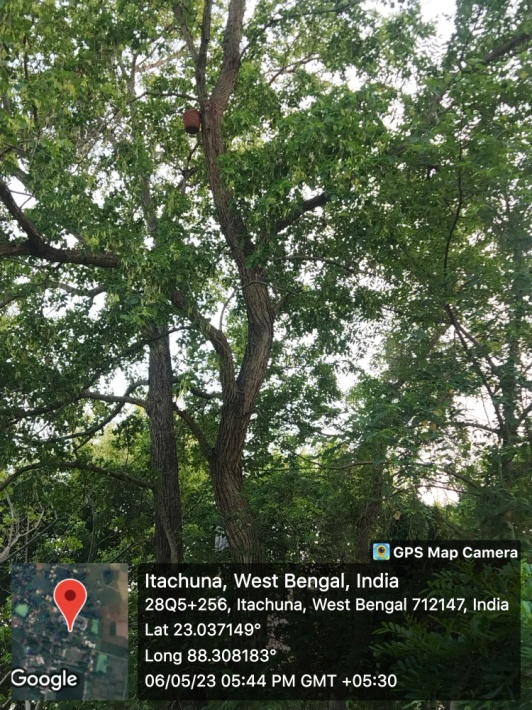 GPS Map Camera
Itachuna, West Bengal, India
28Q5+256, Itachuna, West Bengal 712147, India
Lat 23.037149°
Long 88.308183°
06/05/23 05:44 PM GMT +05:30
Google